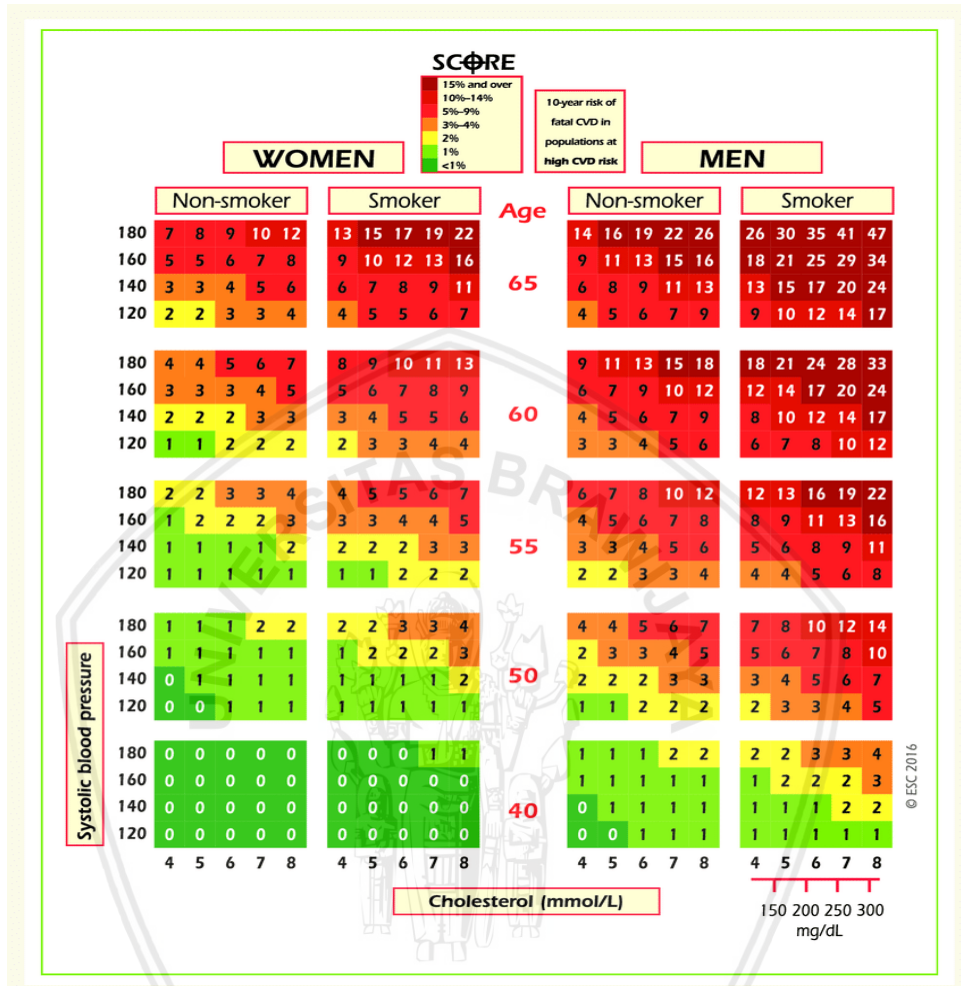 SCORE
15% and over
10%–14%
5%–9%
3%–4%
2%
1%
<1%
10-year risk of
fatal CVD in
populations at
high CVD risk
WOMEN
MEN
Non-smoker Smoker Age Non-smoker Smoker
180 7 8 9 10 12 13 15 17 19 22 14 16 19 22 26 26 30 35 41 47
160 5 5 6 7 8 9 10 12 13 16 9 11 13 15 16 18 21 25 29 34
65
140 3 3 4 5 6 6 7 8 9 11 6 8 9 11 13 13 15 17 20 24
120 2 2 3 3 4 4 5 5 6 7 4 5 6 7 9 9 10 12 14 17
180 4 4 5 6 7 8 9 10 11 13 9 11 13 15 18 18 21 24 28 33
160 3 3 3 4 5 5 6 7 8 9 6 7 9 10 12 12 14 17 20 24
60
140 2 2 2 3 3 3 4 5 5 6 4 5 6 7 9 8 10 12 14 17
120 1 1 2 2 2 2 3 3 4 4 3 3 4 5 6 6 7 8 10 12
180 2 2 3 3 4 4 5 5 6 7 6 7 8 10 12 12 13 16 19 22
160 1 2 2 2 3 3 3 4 4 5 4 5 6 7 8 8 9 11 13 16
55
140 1 1 1 1 2 2 2 2 3 3 3 3 4 5 6 5 6 8 9 11
120 1 1 1 1 1 1 1 2 2 2 2 2 3 3 4 4 4 5 6 8
180 1 1 1 2 2 2 2 3 3 4 4 4 5 6 7 7 8 10 12 14
160 1 1 1 1 1 1 2 2 2 3 2 3 3 4 5 5 6 7 8 10
50
140 0 1 1 1 1 1 1 1 1 2 2 2 2 3 3 3 4 5 6 7
120 0 0 1 1 1 1 1 1 1 1 1 1 2 2 2 2 3 3 4 5
180 0 0 0 0 0 0 0 0 1 1 1 1 1 2 2 2 2 3 3 4
160 0 0 0 0 0 0 0 0 0 0 1 1 1 1 1 1 2 2 2 3
40
140 0 0 0 0 0 0 0 0 0 0 0 1 1 1 1 1 1 1 2 2
120 0 0 0 0 0 0 0 0 0 0 0 0 1 1 1 1 1 1 1 1
4 5 6 7 8 4 5 6 7 8 4 5 6 7 8 4 5 6 7 8
Systolic blood pressure
Cholesterol (mmol/L)
150 200 250 300
mg/dL
© ESC 2016
UNIVERSITAS BRAWIJAYA